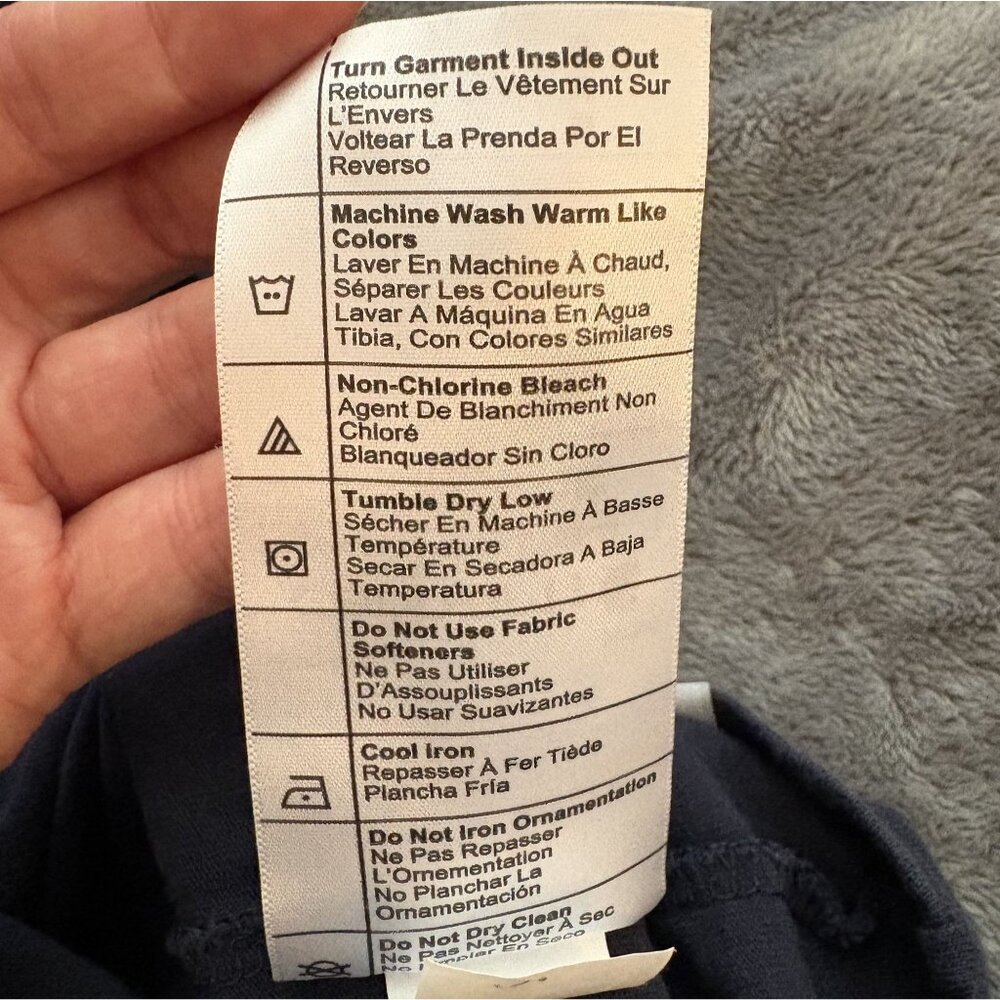 Turn Garment Inside Out
Retourner Le Vêtement Sur
L'Envers
Voltear La Prenda Por El
Reverso
Machine Wash Warm Like
Colors
Laver En Machine À Chaud,
Séparer Les Couleurs
Lavar A Máquina En Agua
Tibia, Con Colores Similares
Non-Chlorine Bleach
Agent De Blanchiment Non
Chloré
Blanqueador Sin Cloro
Tumble Dry Low
Sécher En Machine À Basse
Température
Secar En Secadora A Baja
Temperatura
Do Not Use Fabric
Softeners
Ne Pas Utiliser
D'Assouplissants
No Usar Suavizantes
Cool Iron
Repasser À Fer Tiède
Plancha Fría
Do Not Iron Ornamentation
Ne Pas Repasser
L'Ornementation
No Planchar La
Ornamentación
Do Not Dry Clean
Ne Pas Nettoyer À Sec
No Limpiar En Seco